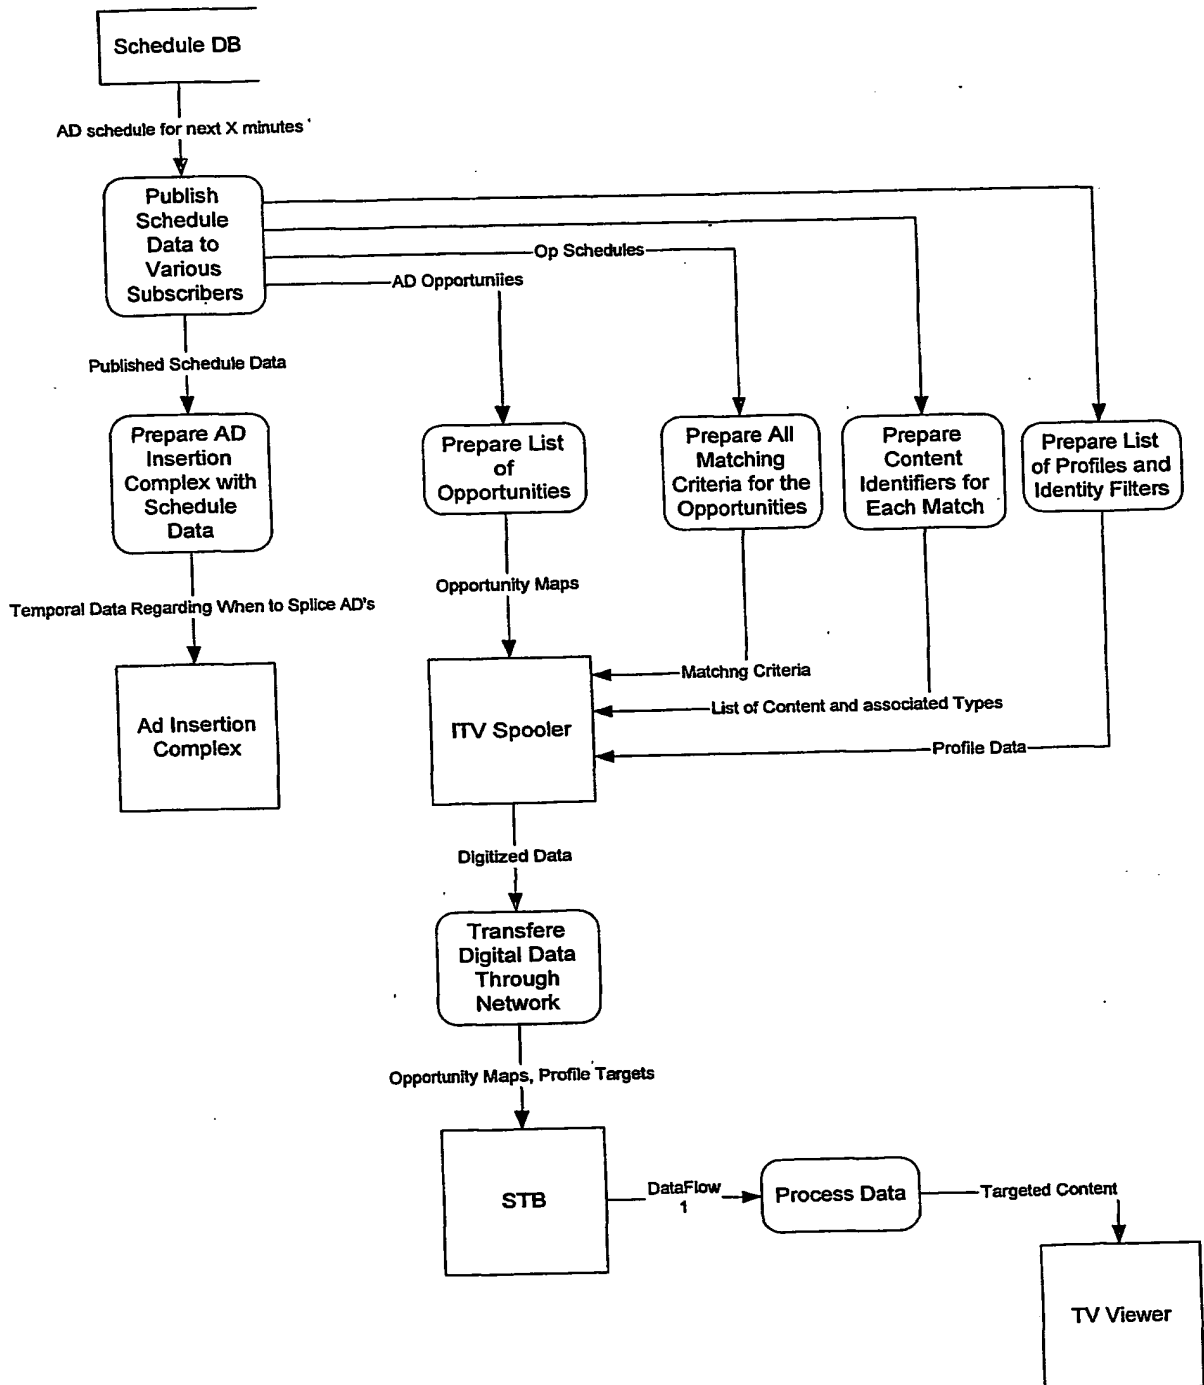 Schedule DB
AD schedule for next X minutes
Publish
Schedule
Data to
Various
Subscribers
Op Schedules
AD Opportuniies
Published Schedule Data
Prepare AD
Insertion
Complex with
Schedule
Data
Prepare List
of
Opportunities
Prepare All
Matching
Criteria for the
Opportunities
Prepare
Content
Identifiers for
Each Match
Prepare List
of Profiles and
Identity Filters
Opportunity Maps
Temporal Data Regarding When to Splice AD's
Ad Insertion
Complex
ITV Spooler
Matchng Criteria
List of Content and associated Types
Profile Data
Digitized Data
Transfere
Digital Data
Through
Network
Opportunity Maps, Profile Targets
STB
DataFlow
1
Process Data
Targeted Content
TV Viewer